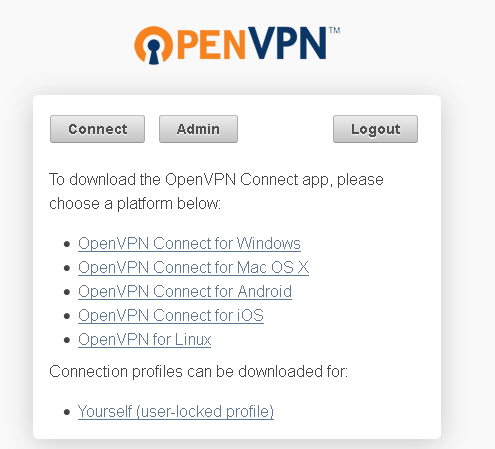 OPENVPN™
Connect Admin Logout
To download the OpenVPN Connect app, please
choose a platform below:
OpenVPN Connect for Windows
OpenVPN Connect for Mac OS X
OpenVPN Connect for Android
OpenVPN Connect for iOS
OpenVPN for Linux
Connection profiles can be downloaded for:
Yourself (user-locked profile)